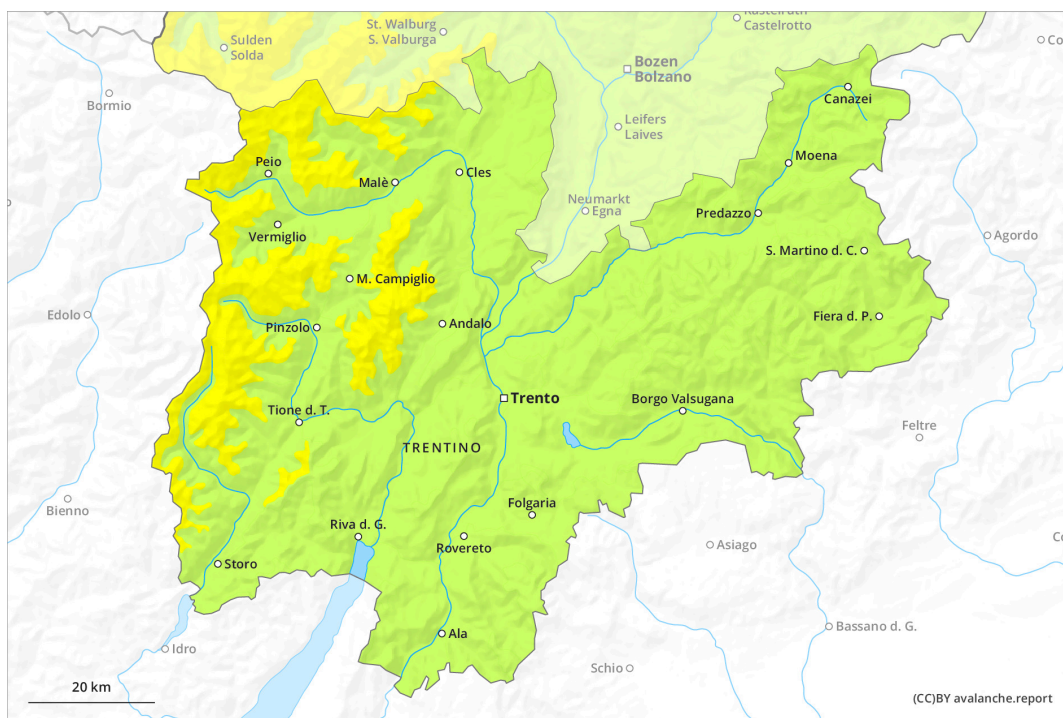 Kastelruth
Castelrotto
St. Walburg
S. Valburga
Sulden
Solda
Co
Bozen
Bolzano
Bormio
Canazei
Leifers
Laives
Moena
Peio
Malè
Cles
Neumarkt
Egna
Predazzo
Vermiglio
S. Martino d. C.
Agordo
M. Campiglio
Edolo
Pinzolo
Andalo
Fiera d. P.
Trento
Borgo Valsugana
Tione d. T.
Feltre
TRENTINO
Bienno
Folgaria
Riva d. G.
Rovereto
Asiago
Co
Storo
Ala
Bassano d. G.
Idro
Schio
20 km
(CC)BY avalanche.report